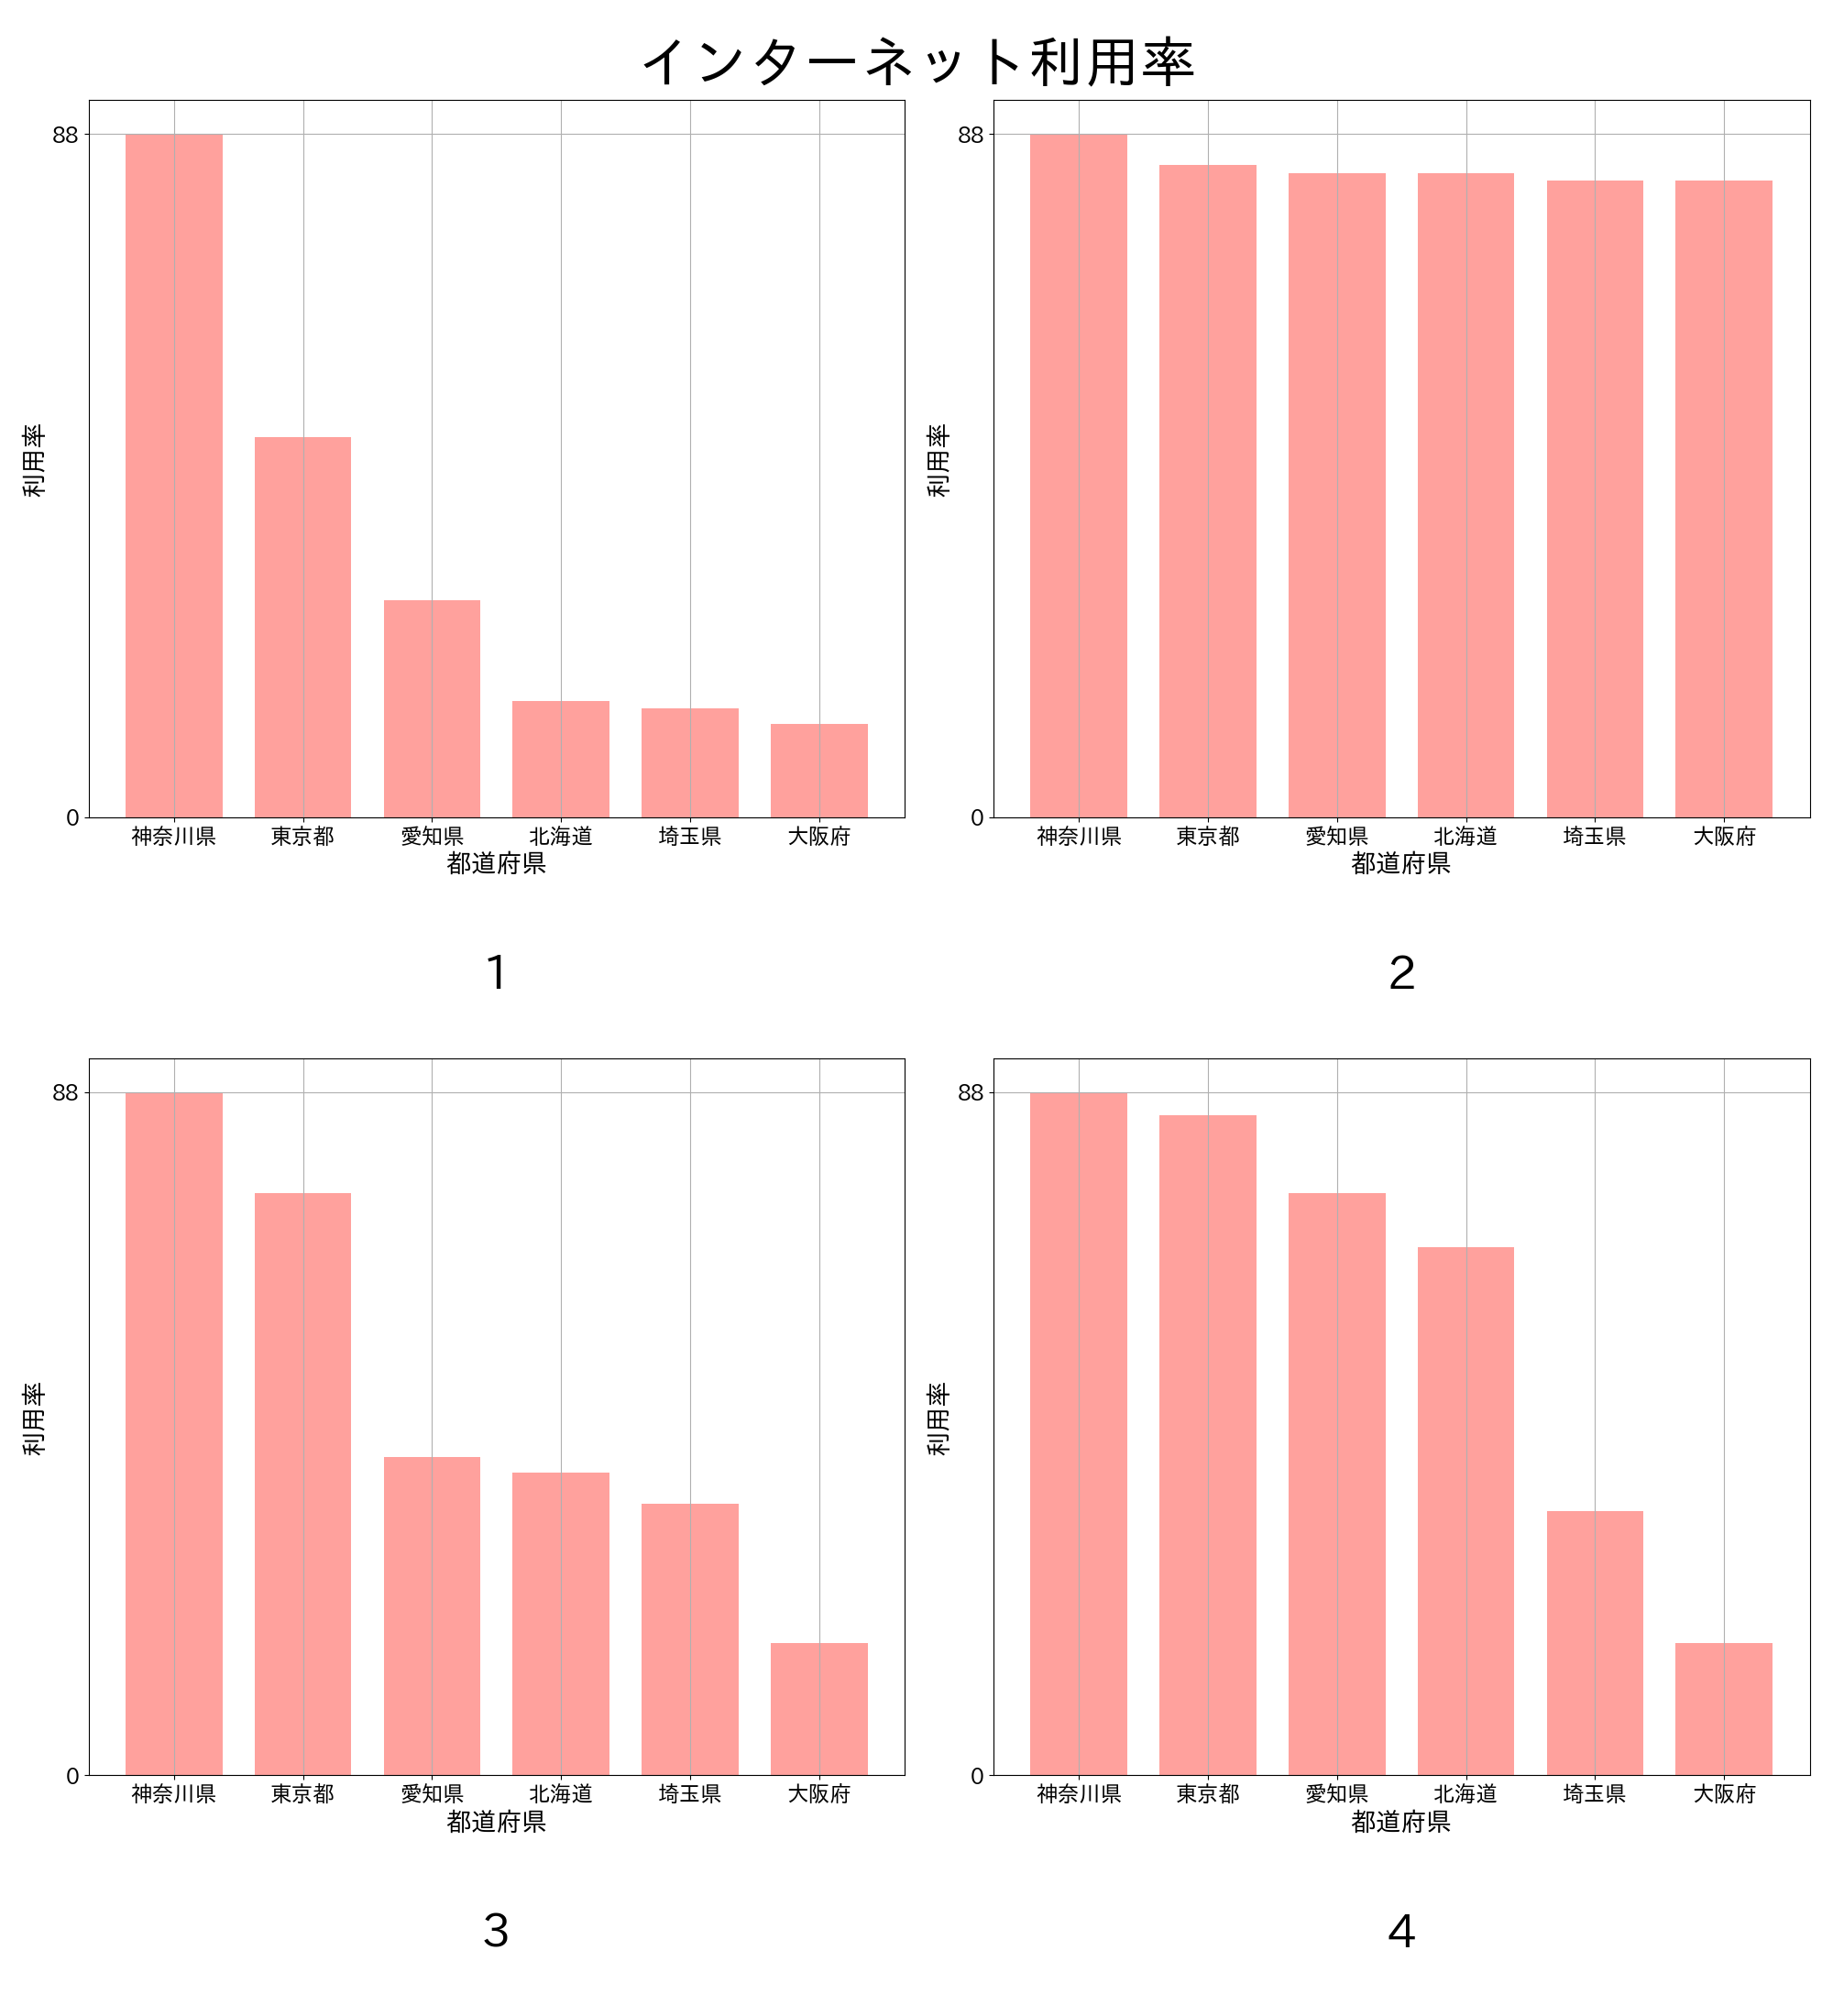 インターネット利用率
88
利用率
0
神奈川県 東京都 愛知県 北海道 埼玉県 大阪府
都道府県
1
88
利用率
0
神奈川県 東京都 愛知県 北海道 埼玉県 大阪府
都道府県
2
88
利用率
0
神奈川県 東京都 愛知県 北海道 埼玉県 大阪府
都道府県
3
88
利用率
0
神奈川県 東京都 愛知県 北海道 埼玉県 大阪府
都道府県
4